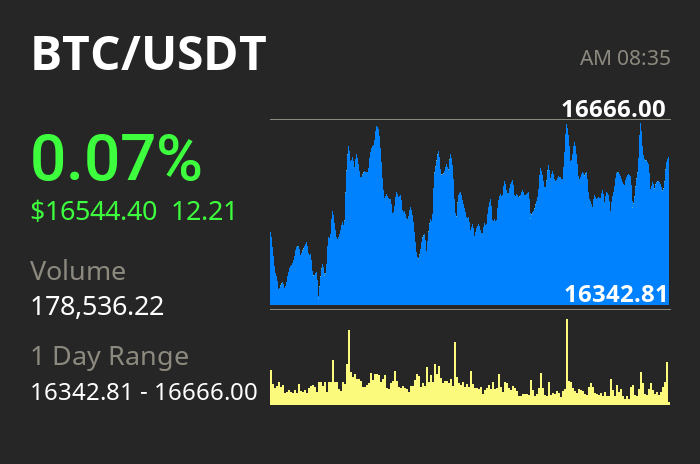 BTC/USDT
AM 08:35
16666.00
0.07%
$16544.40 12.21
Volume
178,536.22
16342.81
1 Day Range
16342.81 - 16666.00